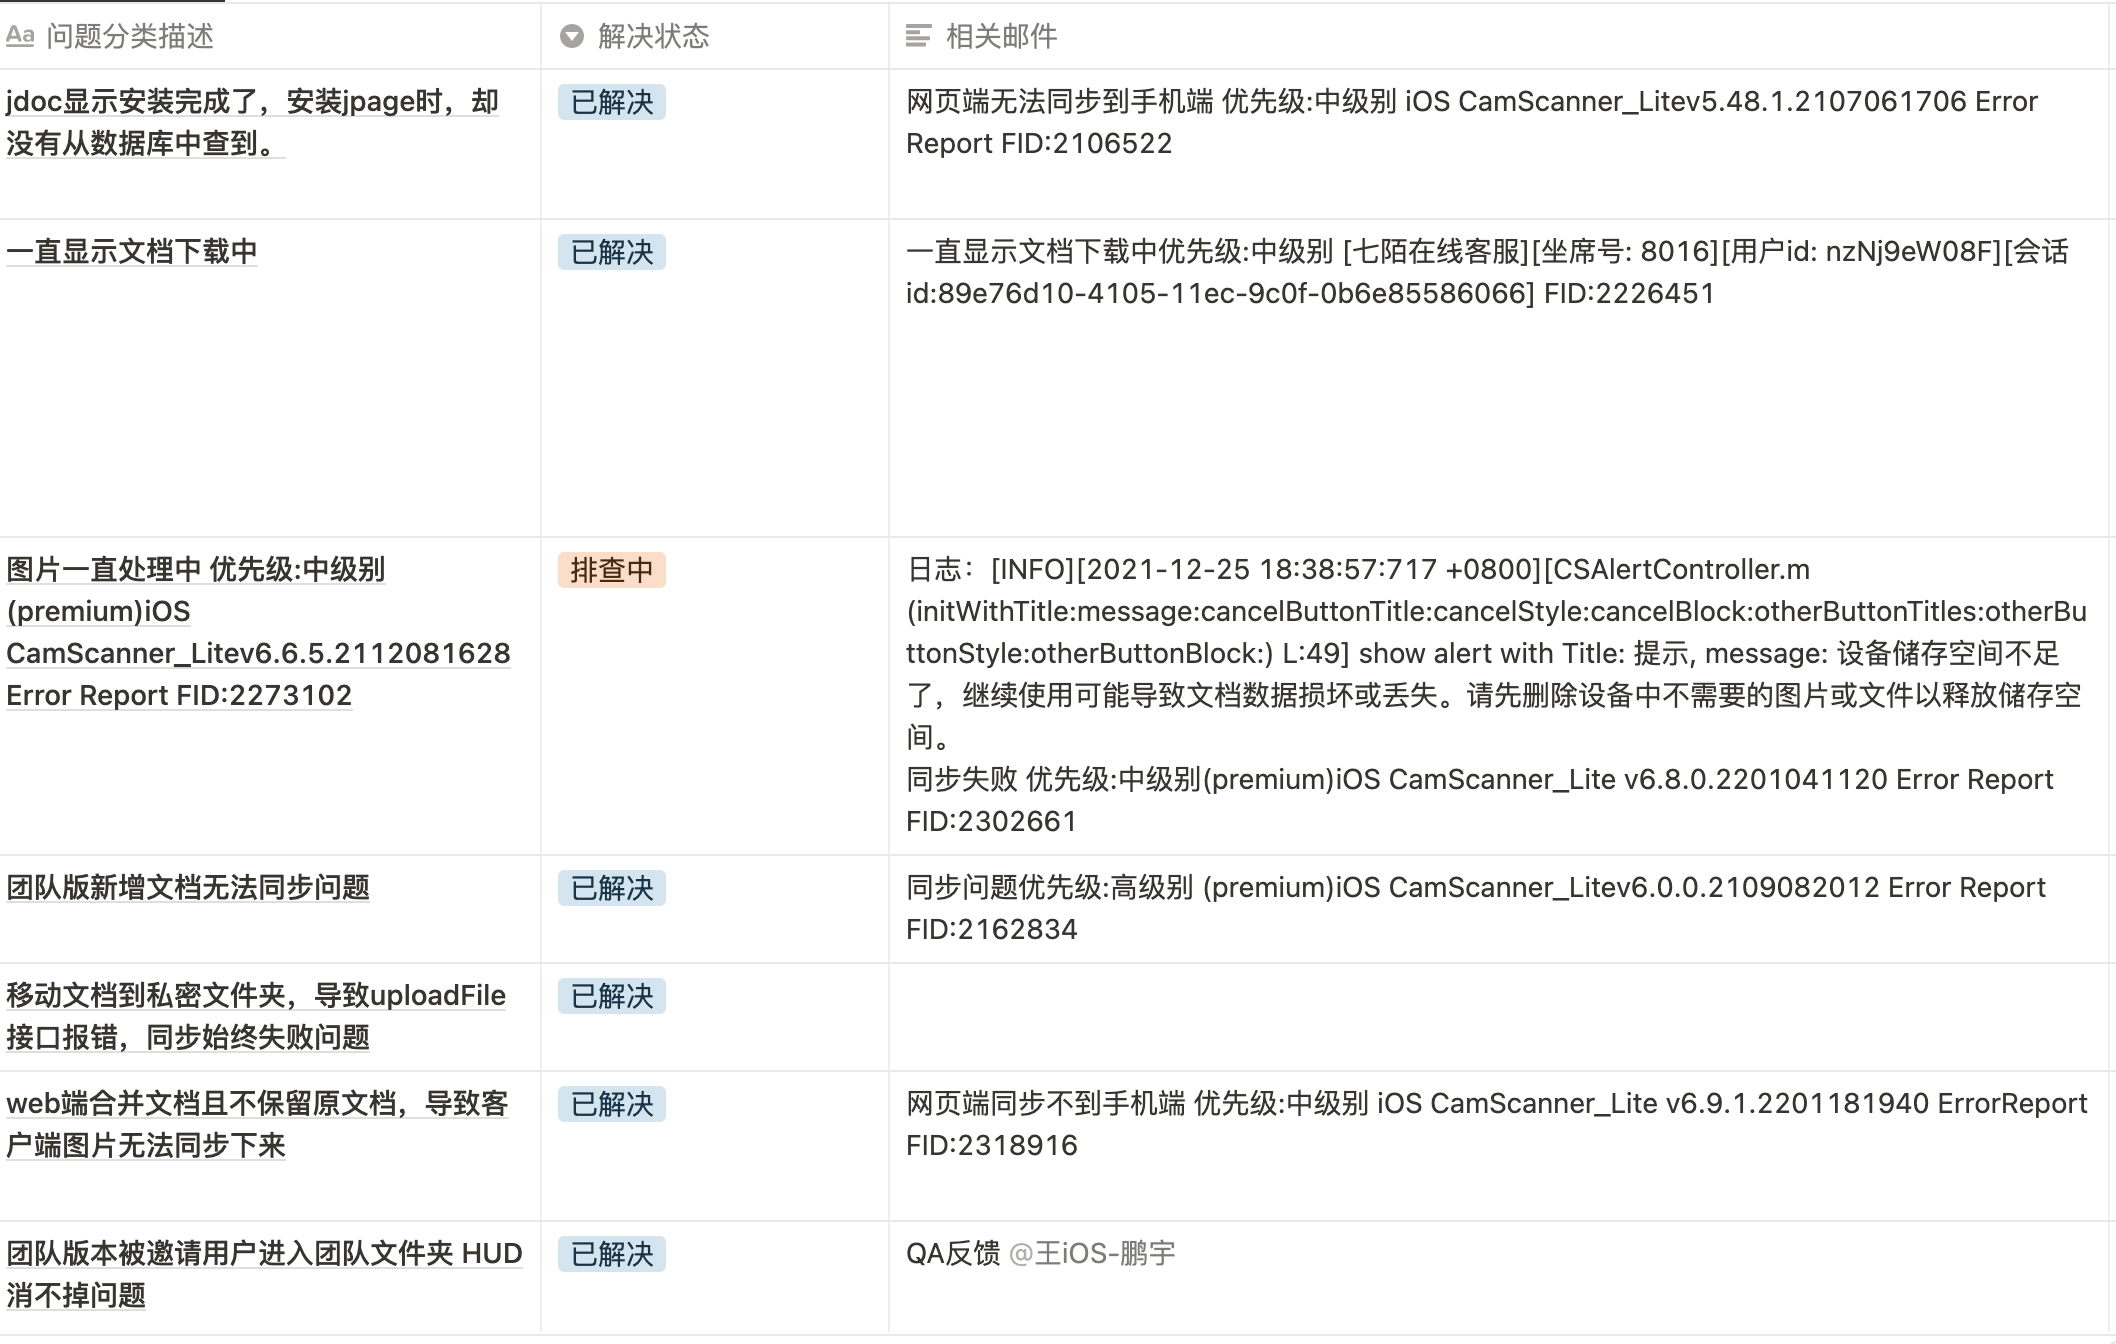 Aa 问题分类描述
解决状态
相关邮件
jdoc显示安装完成了，安装jpage时，却
没有从数据库中查到。
已解决
网页端无法同步到手机端 优先级:中级别 iOS CamScanner_Litev5.48.1.2107061706 Error
Report FID:2106522
一直显示文档下载中
已解决
一直显示文档下载中优先级:中级别 [七陌在线客服][坐席号: 8016][用户id: nzNj9eW08F][会话
id:89e76d10-4105-11ec-9c0f-0b6e85586066] FID:2226451
图片一直处理中 优先级:中级别
(premium)iOS
CamScanner_Litev6.6.5.2112081628
Error Report FID:2273102
排查中
日志：[INFO][2021-12-25 18:38:57:717 +0800][CSAlertController.m
(initWithTitle:message:cancelButtonTitle:cancelStyle:cancelBlock:otherButtonTitles:otherBu
ttonStyle:otherButtonBlock:) L:49] show alert with Title: 提示, message: 设备储存空间不足
了，继续使用可能导致文档数据损坏或丢失。请先删除设备中不需要的图片或文件以释放储存空
间。
同步失败 优先级:中级别(premium)iOS CamScanner_Lite v6.8.0.2201041120 Error Report
FID:2302661
团队版新增文档无法同步问题
已解决
同步问题优先级:高级别 (premium)iOS CamScanner_Litev6.0.0.2109082012 Error Report
FID:2162834
移动文档到私密文件夹，导致uploadFile
接口报错，同步始终失败问题
已解决
web端合并文档且不保留原文档，导致客
户端图片无法同步下来
已解决
网页端同步不到手机端 优先级:中级别 iOS CamScanner_Lite v6.9.1.2201181940 ErrorReport
FID:2318916
团队版本被邀请用户进入团队文件夹 HUD
消不掉问题
已解决
QA反馈 @王iOS-鹏宇